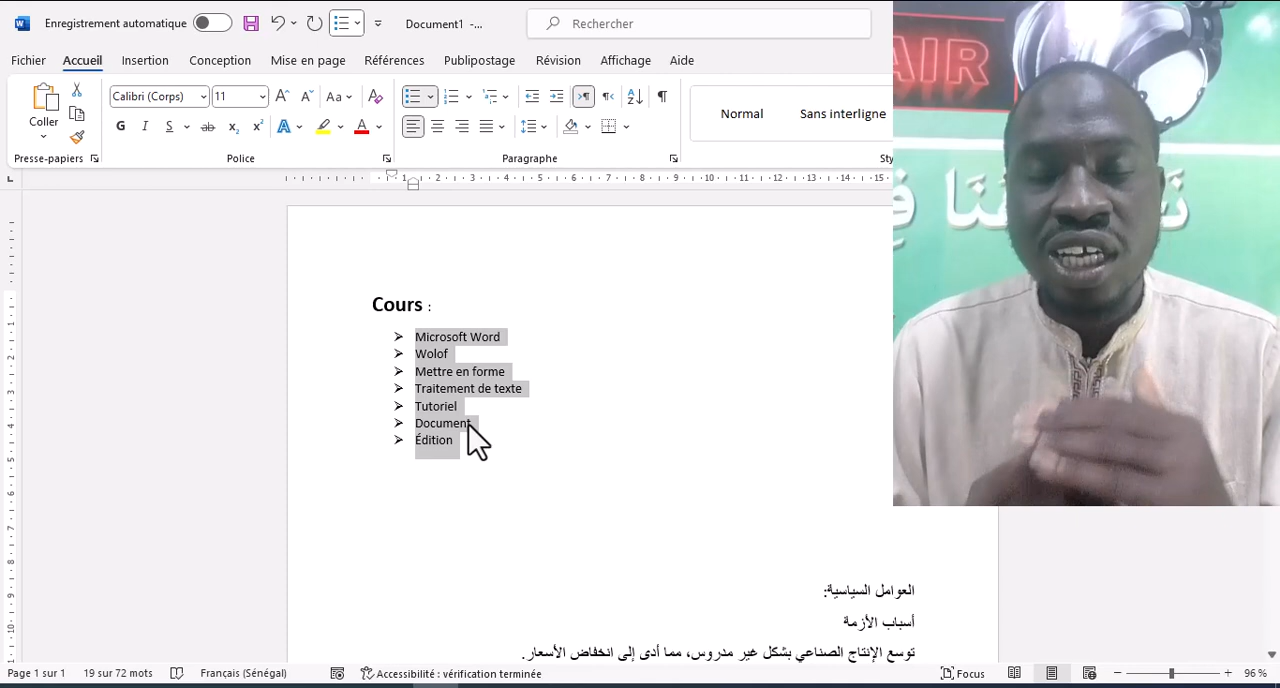 Enregistrement automatique
Document1 -...
Rechercher
Fichier Accueil Insertion Conception Mise en page Références Publipostage Révision Affichage Aide
Coller
Calibri (Corps) 11
Normal Sans interligne
Presse-papiers Police Paragraphe Sty
AIR
Cours :
Microsoft Word
Wolof
Mettre en forme
Traitement de texte
Tutoriel
Document
Édition
العوامل السياسية:
أسباب الأزمة
توسع الإنتاج الصناعي بشكل غير مدروس، مما أدى إلى انخفاض الأسعار.
Page 1 sur 1 19 sur 72 mots Français (Sénégal) Accessibilité : vérification terminée Focus 96 %